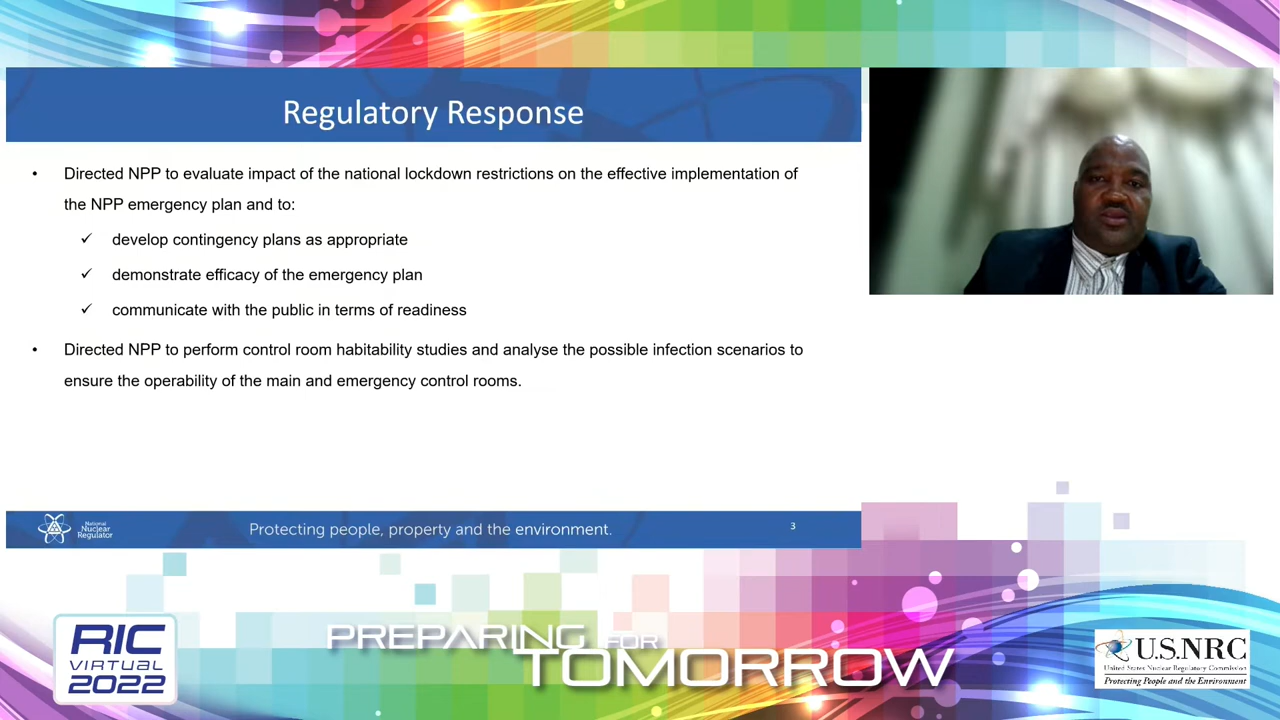 Regulatory Response
• Directed NPP to evaluate impact of the national lockdown restrictions on the effective implementation of
the NPP emergency plan and to:
✓ develop contingency plans as appropriate
✓ demonstrate efficacy of the emergency plan
✓ communicate with the public in terms of readiness
• Directed NPP to perform control room habitability studies and analyse the possible infection scenarios to
ensure the operability of the main and emergency control rooms.
National
Nuclear
Regulator
Protecting people, property and the environment.
3
RIC
VIRTUAL
2022
PREPARING FOR
TOMORROW
U.S.NRC
United States Nuclear Regulatory Commission
Protecting People and the Environment